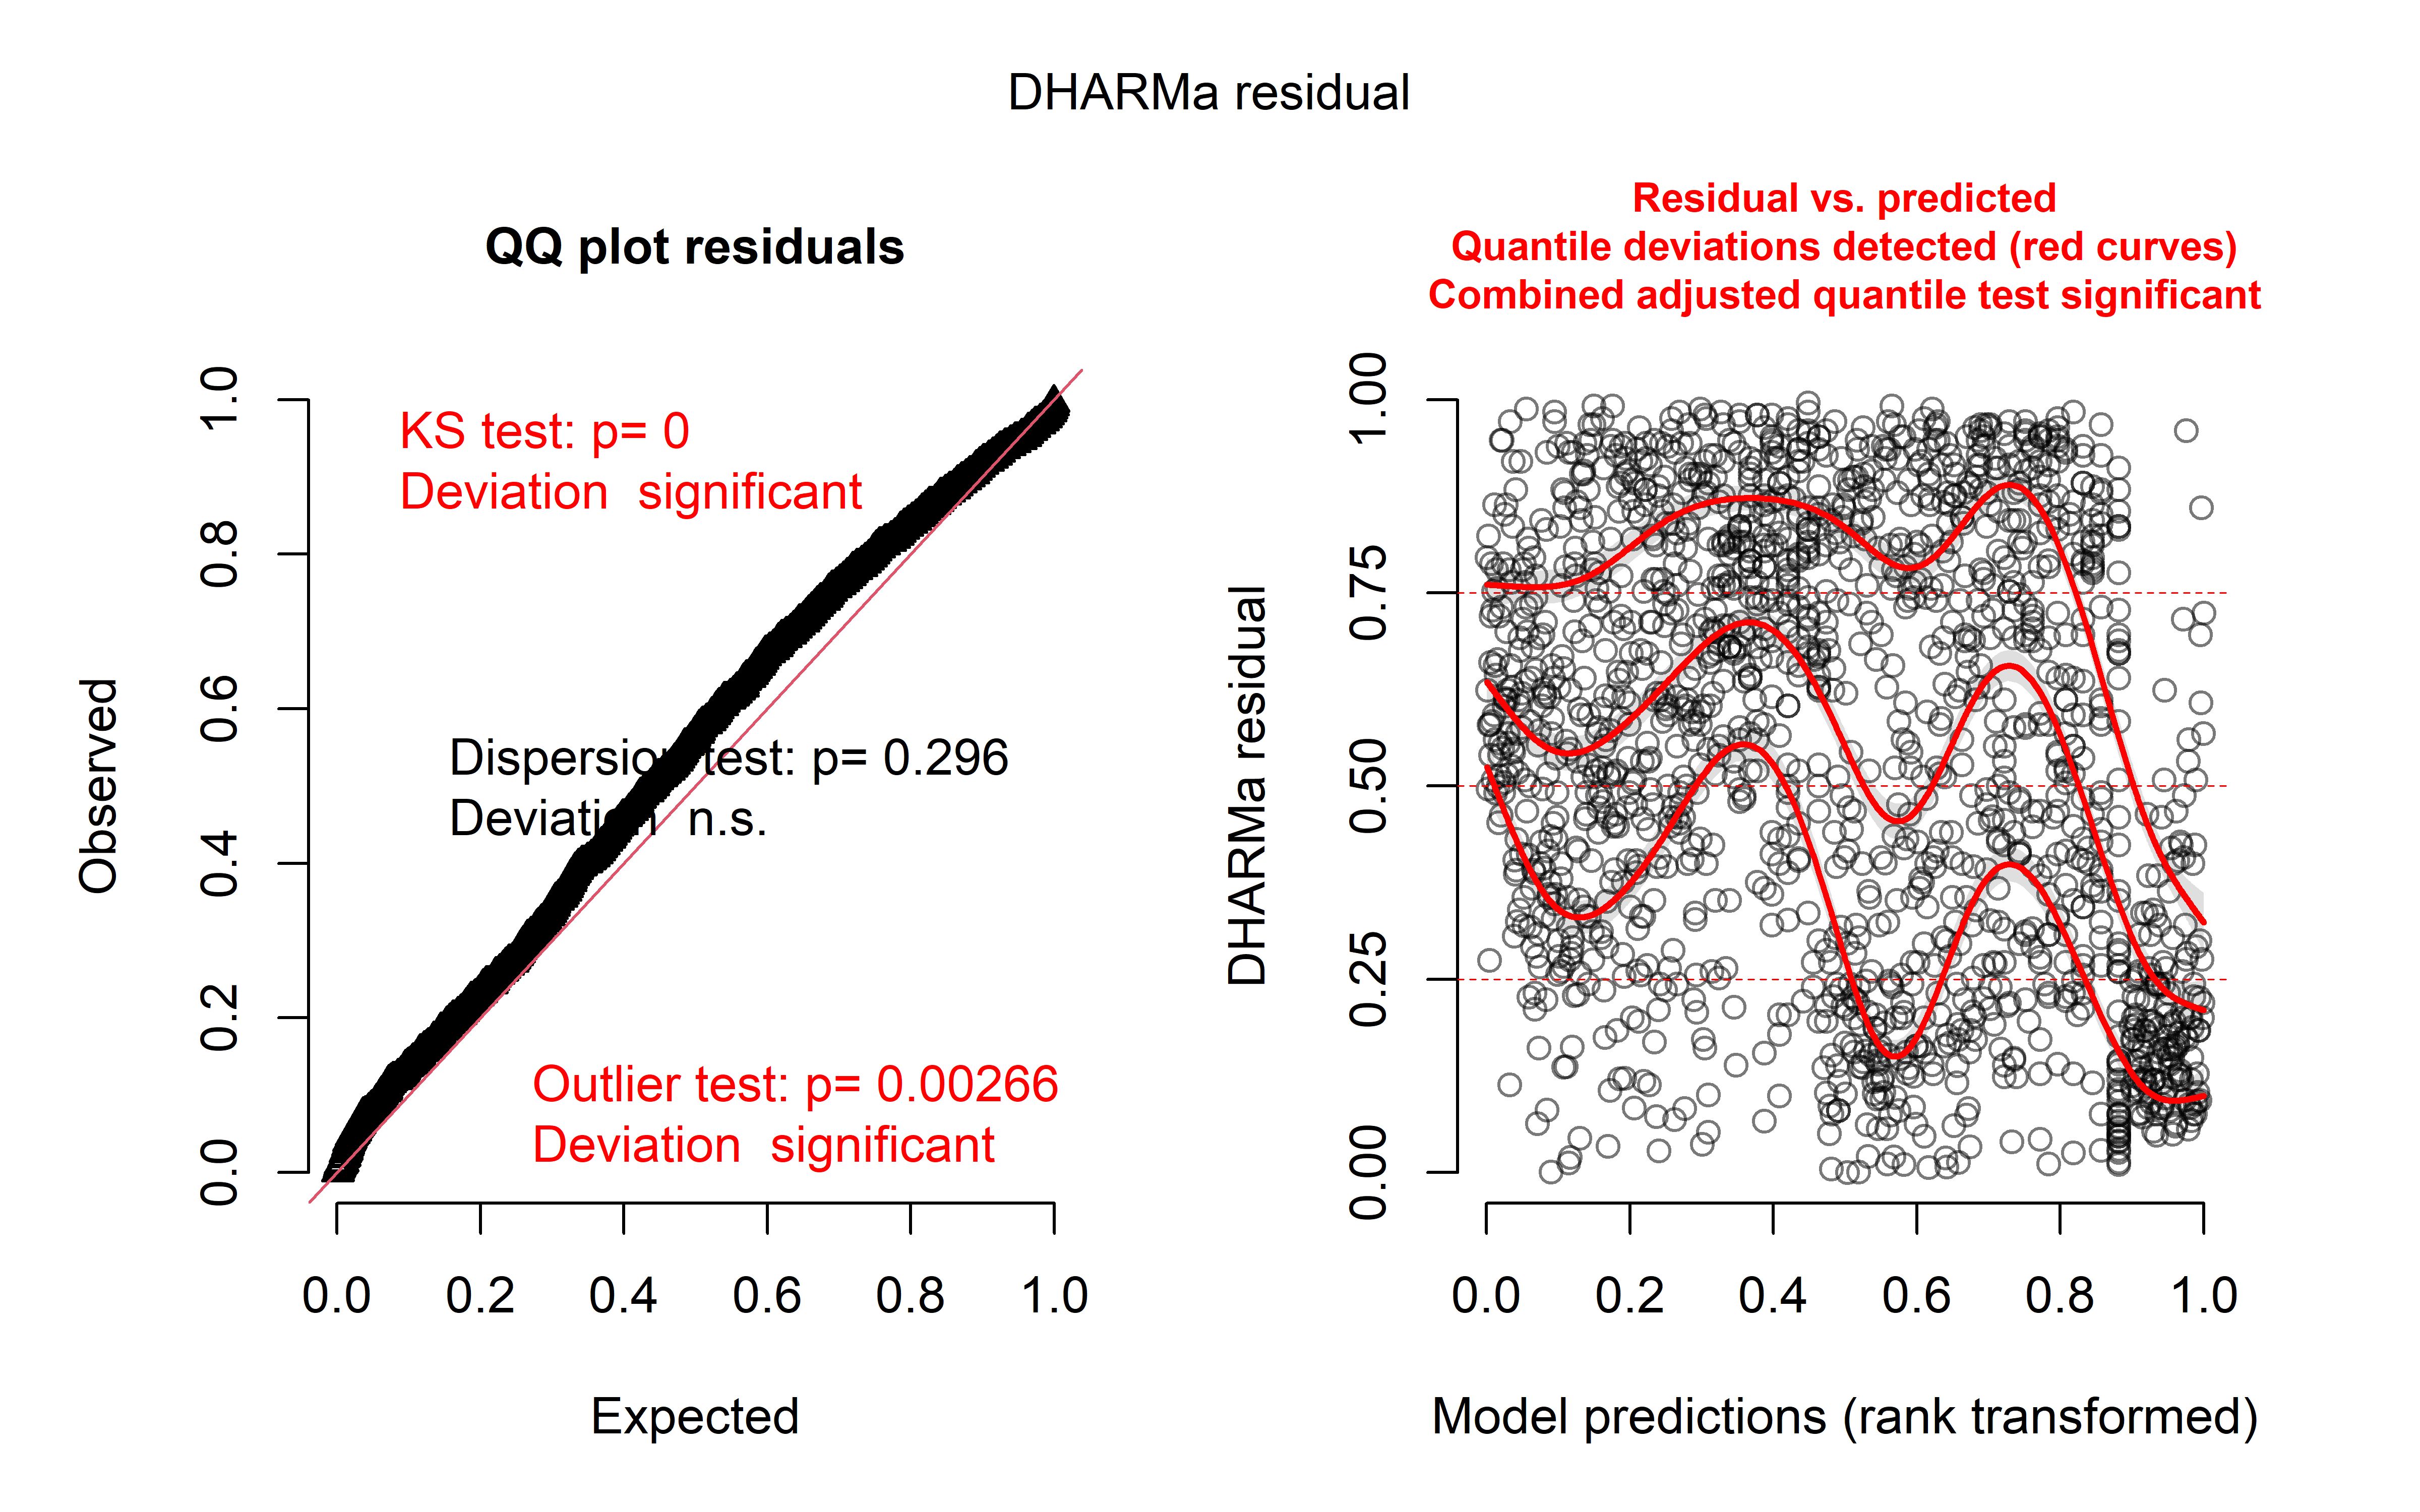 DHARMa residual
QQ plot residuals
KS test: p= 0
Deviation  significant
Dispersion test: p= 0.296
Deviation  n.s.
Outlier test: p= 0.00266
Deviation  significant
Observed
0.0
0.2
0.4
0.6
0.8
1.0
0.0 0.2 0.4 0.6 0.8 1.0
Expected
Residual vs. predicted
Quantile deviations detected (red curves)
Combined adjusted quantile test significant
DHARMa residual
0.00
0.25
0.50
0.75
1.00
0.0 0.2 0.4 0.6 0.8 1.0
Model predictions (rank transformed)